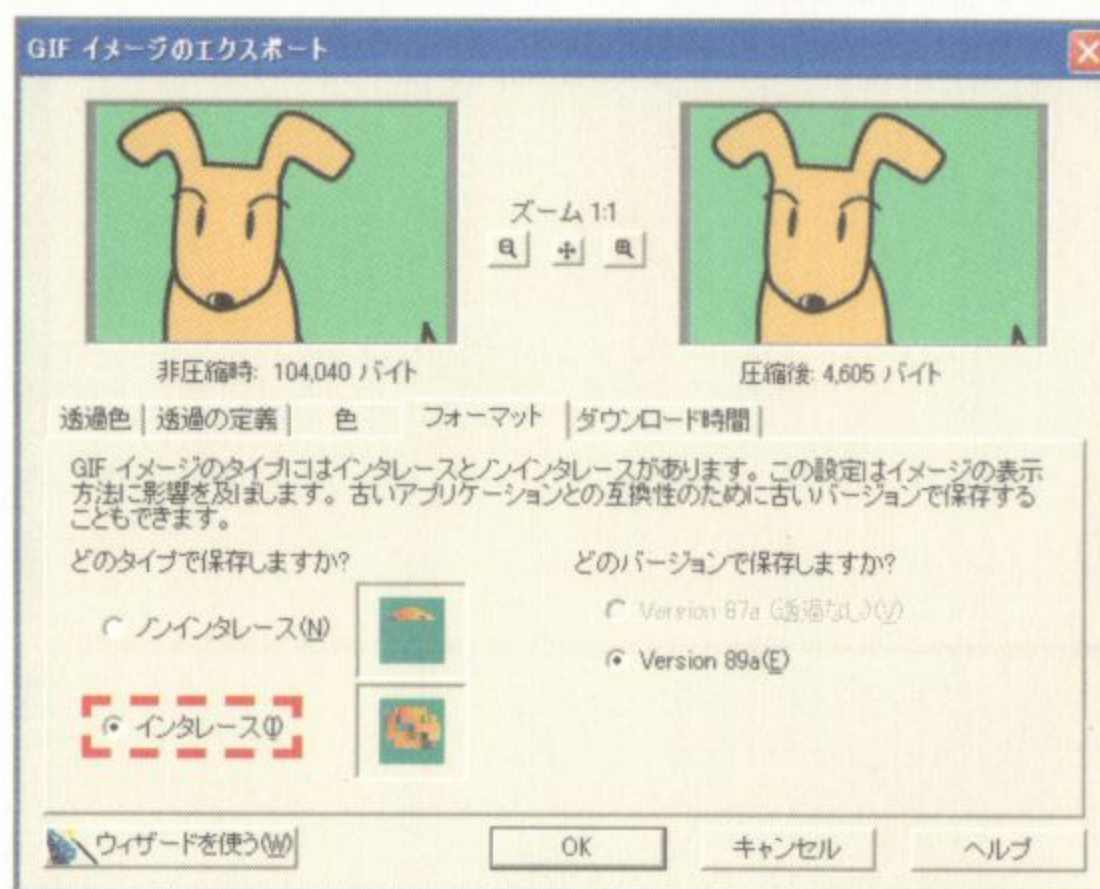 GIF イメージのエクスポート
ズーム 1:1
非圧縮時: 104,040 バイト
圧縮後: 4,605 バイト
透過色 透過の定義 色 フォーマット ダウンロード時間
GIF イメージのタイプにはインタレースとノンインタレースがあります。この設定はイメージの表示
方法に影響を及ぼします。古いアプリケーションとの互換性のために古いバージョンで保存する
こともできます。
どのタイプで保存しますか?
ノンインタレース(N)
インタレース(I)
どのバージョンで保存しますか?
Version 87a (透過なし)(V)
Version 89a(E)
ウィザードを使う(W)
OK
キャンセル
ヘルプ